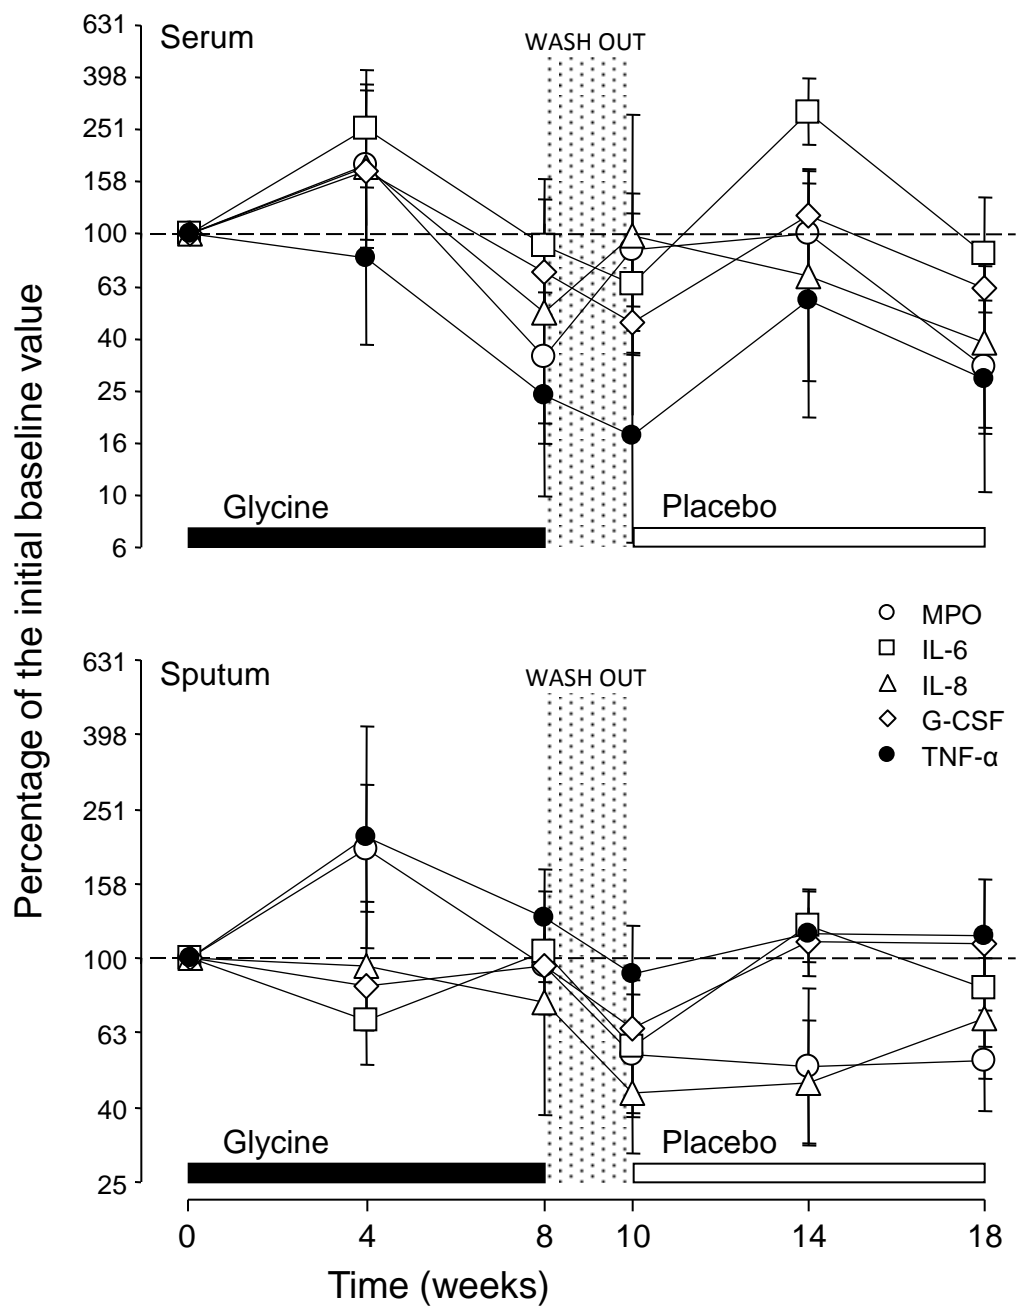 Percentage of the initial baseline value
Serum
WASH OUT
631
398
251
158
100
63
40
25
16
10
6
Glycine
Placebo
MPO
IL-6
IL-8
G-CSF
TNF-α
Sputum
WASH OUT
631
398
251
158
100
63
40
25
Glycine
Placebo
0 4 8 10 14 18
Time (weeks)